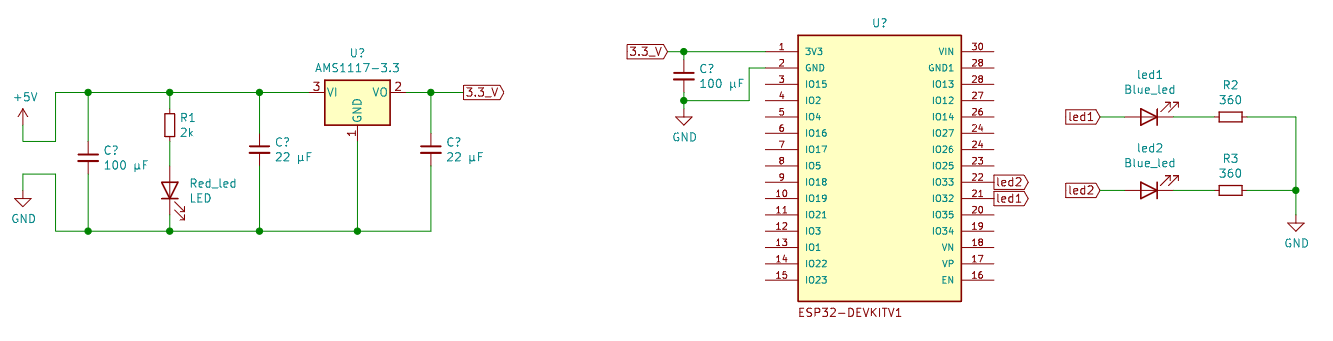 +5V
GND
C?
100 µF
R1
2k
Red_led
LED
C?
22 µF
U?
AMS1117-3.3
3
VI
VO
2
GND
1
3.3_V
C?
22 µF
3.3_V
C?
100 µF
GND
U?
1 3V3 VIN 30
2 GND GND1 28
3 IO15 IO13 28
4 IO2 IO12 27
5 IO4 IO14 26
6 IO16 IO27 24
7 IO17 IO26 24
8 IO5 IO25 23
9 IO18 IO33 22 led2
10 IO19 IO32 21 led1
11 IO21 IO35 20
12 IO3 IO34 19
13 IO1 VN 18
14 IO22 VP 17
15 IO23 EN 16
ESP32-DEVKITV1
led1
led1
Blue_led
R2
360
led2
led2
Blue_led
R3
360
GND